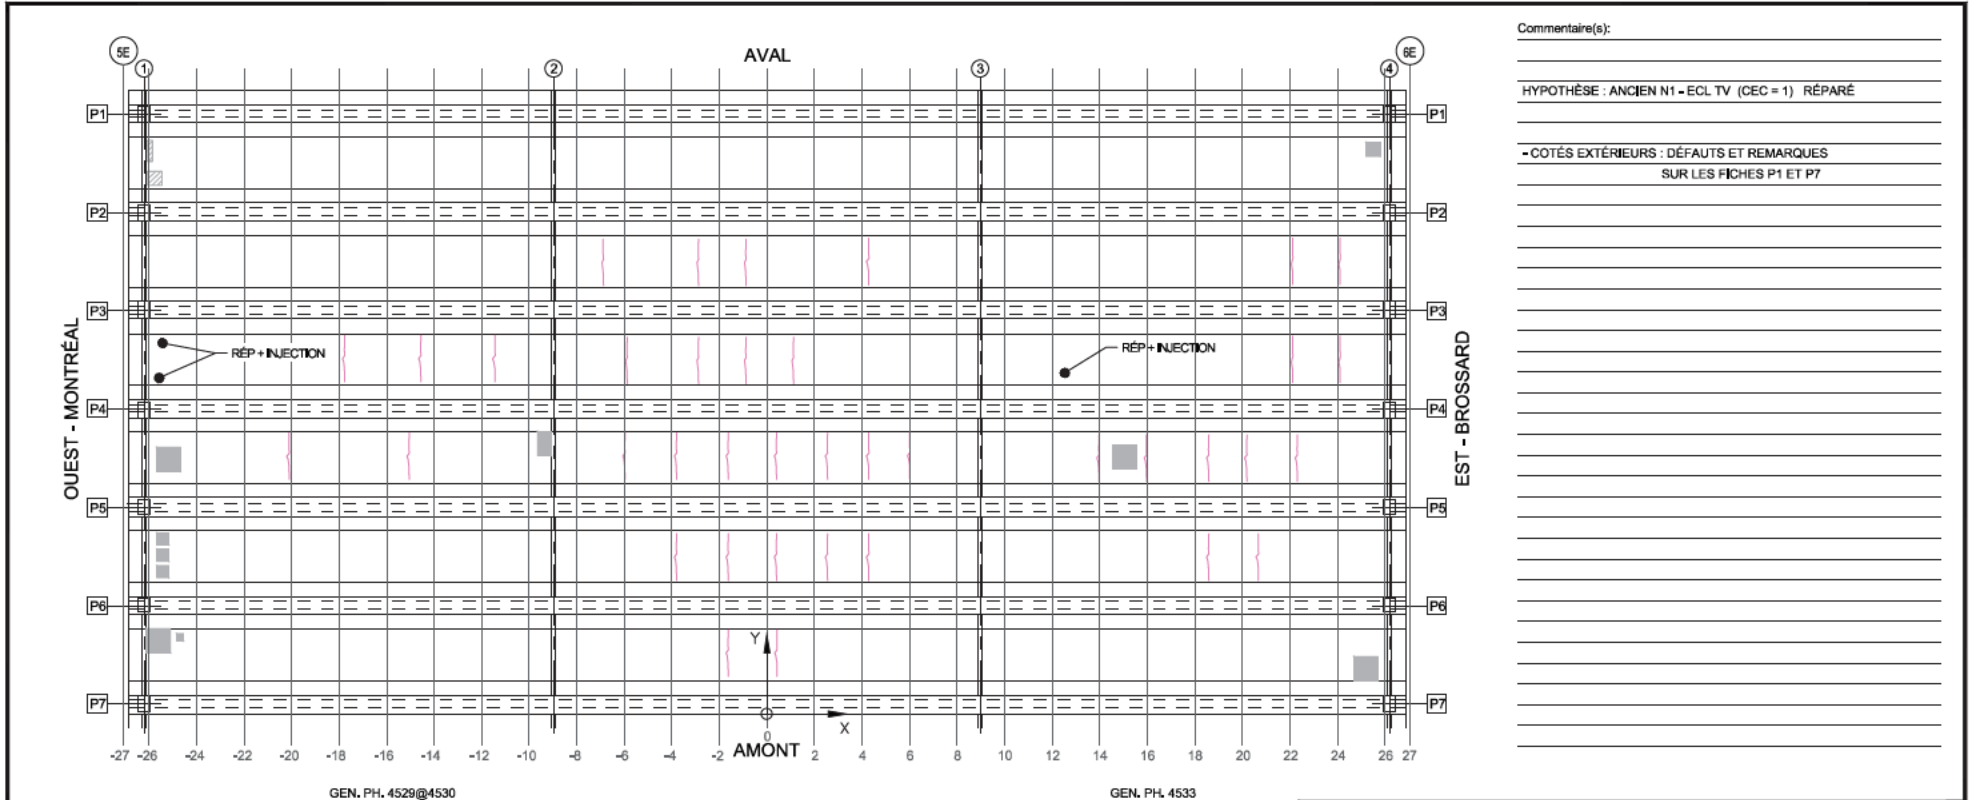 Commentaire(s):
5E
6E
AVAL
1
2
3
4
HYPOTHÈSE : ANCIEN N1 - ECL TV (CEC = 1) RÉPARÉ
P1
P1
- COTÉS EXTÉRIEURS : DÉFAUTS ET REMARQUES
SUR LES FICHES P1 ET P7
P2
P2
P3
P3
OUEST - MONTRÉAL
EST - BROSSARD
RÉP + INJECTION
RÉP + INJECTION
P4
P4
P5
P5
P6
P6
Y
P7
P7
X
0
-27 -26 -24 -22 -20 -18 -16 -14 -12 -10 -8 -6 -4 -2 2 4 6 8 10 12 14 16 18 20 22 24 26 27
AMONT
GEN. PH. 4529@4530
GEN. PH. 4533